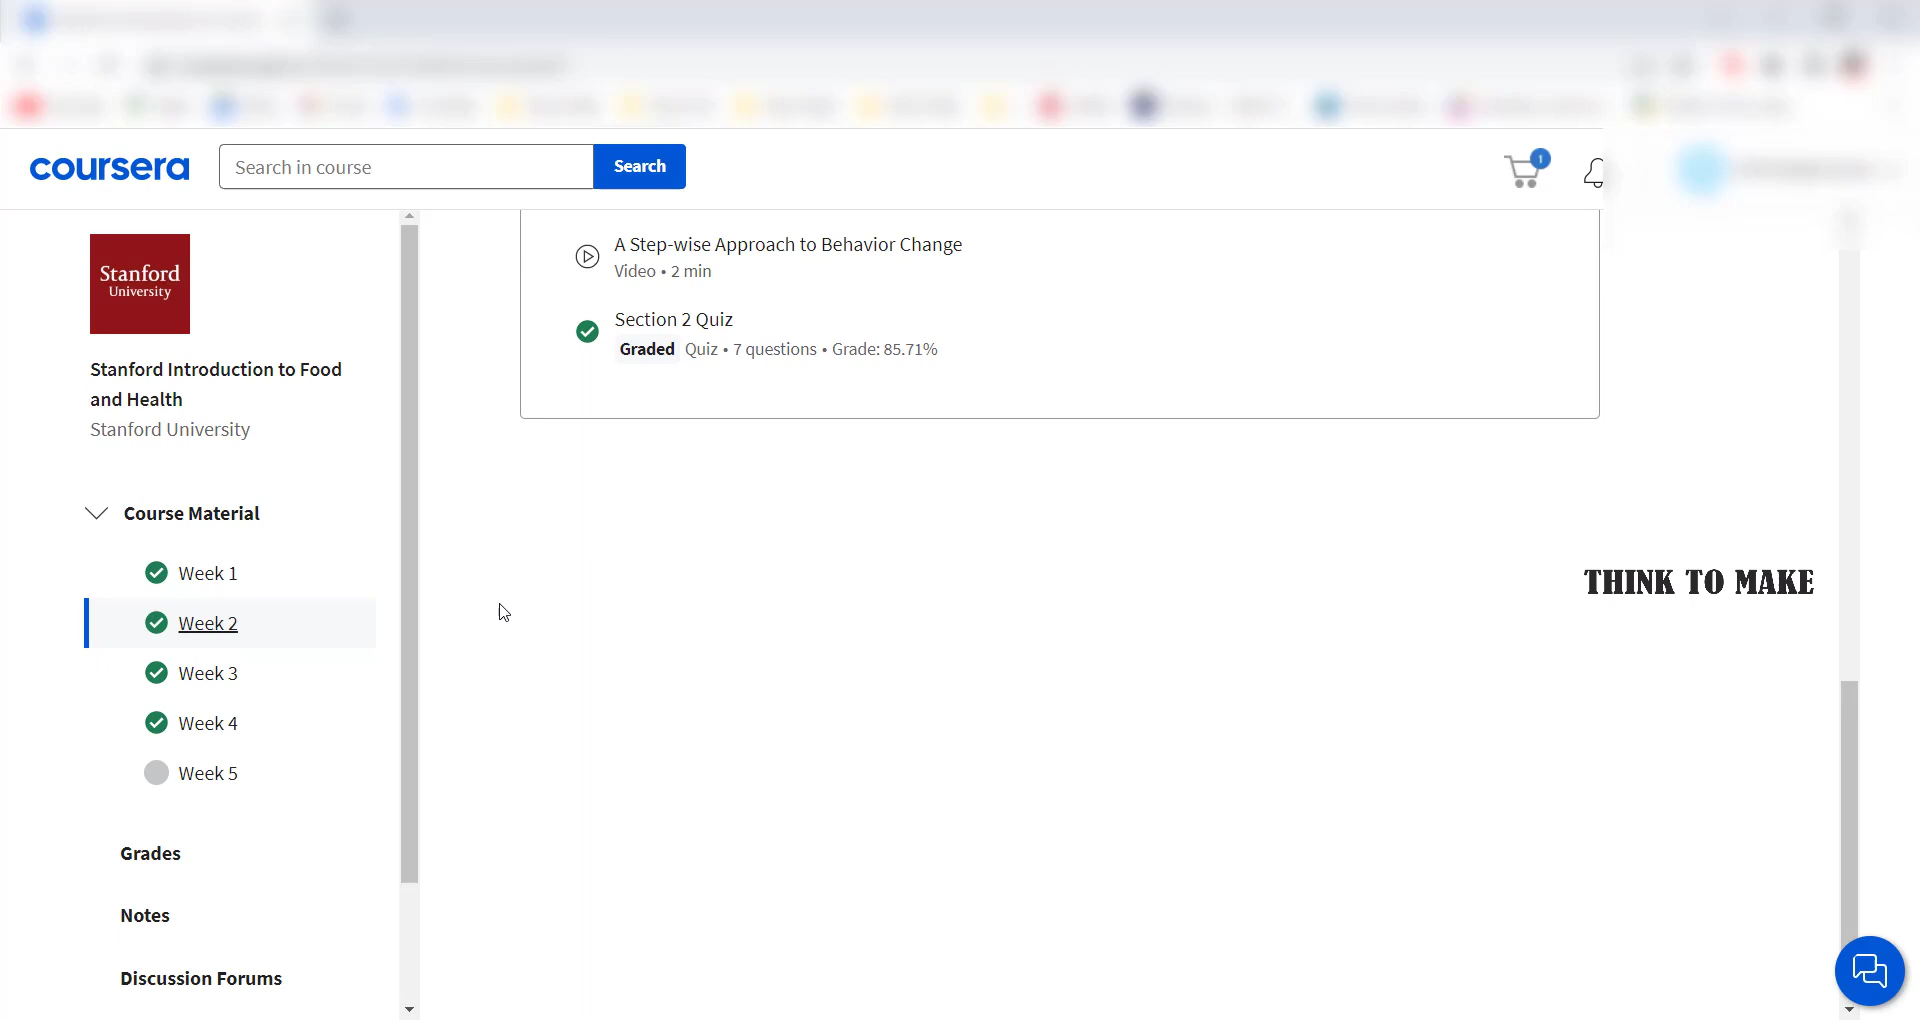 coursera
Search in course
Search
1
Stanford
University
Stanford Introduction to Food
and Health
Stanford University
Course Material
Week 1
Week 2
Week 3
Week 4
Week 5
Grades
Notes
Discussion Forums
A Step-wise Approach to Behavior Change
Video • 2 min
Section 2 Quiz
Graded Quiz • 7 questions • Grade: 85.71%
THINK TO MAKE